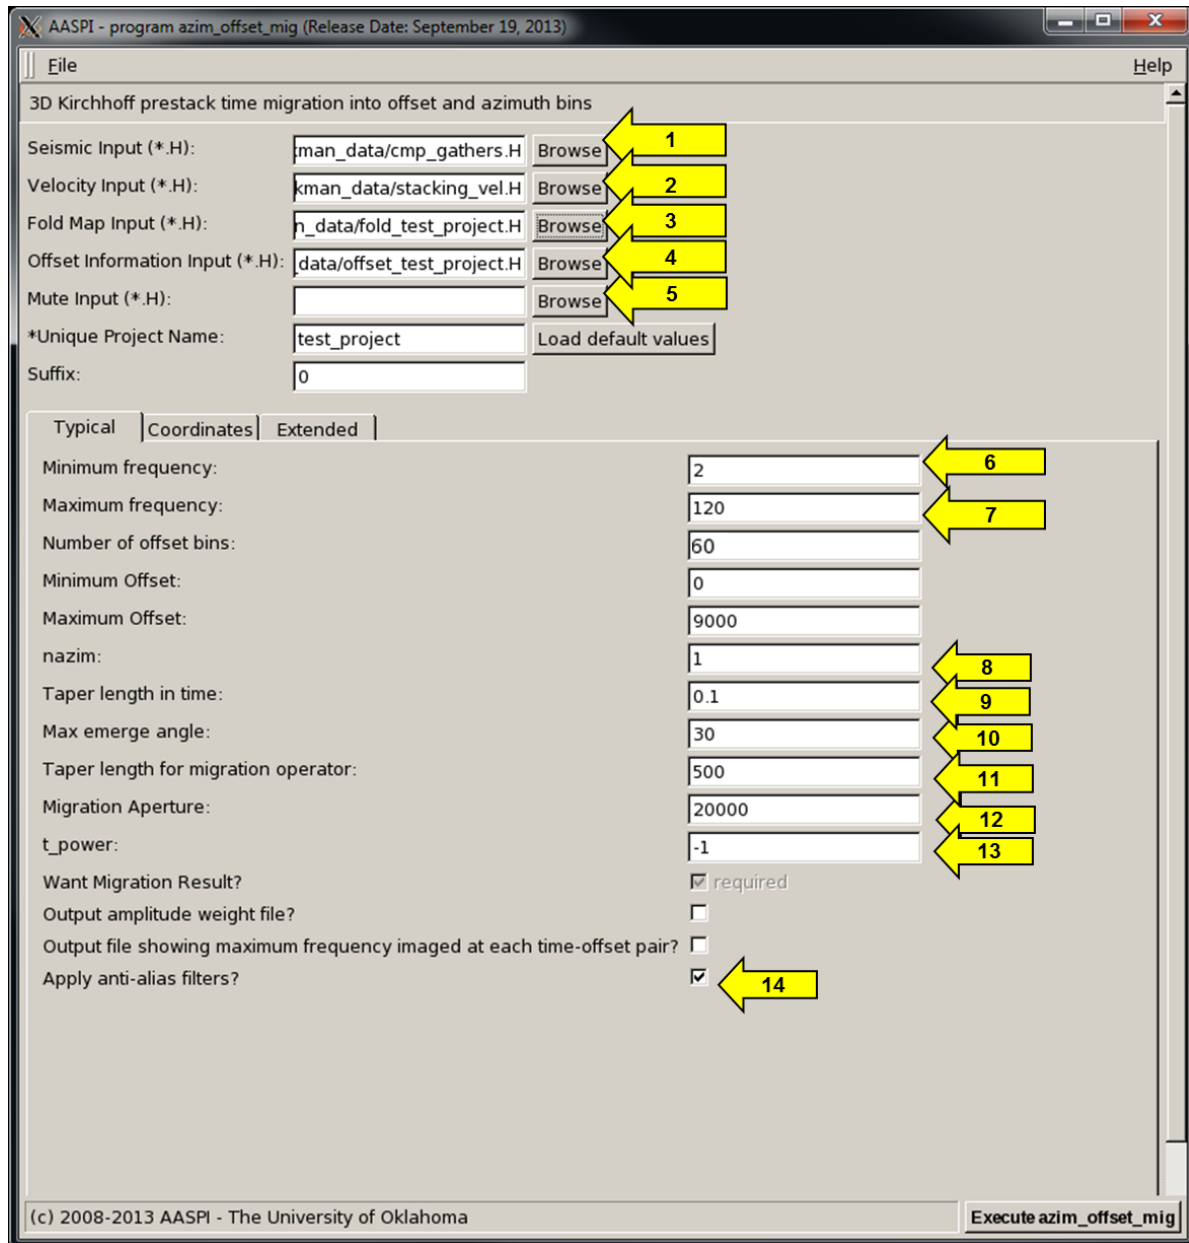 AASPI - program azim_offset_mig (Release Date: September 19, 2013)
File Help
3D Kirchhoff prestack time migration into offset and azimuth bins
Seismic Input (*.H): :man_data/cmp_gathers.H Browse 1
Velocity Input (*.H): kman_data/stacking_vel.H Browse 2
Fold Map Input (*.H): n_data/fold_test_project.H Browse 3
Offset Information Input (*.H): .data/offset_test_project.H Browse 4
Mute Input (*.H): Browse 5
*Unique Project Name: test_project Load default values
Suffix: 0
Typical Coordinates Extended
Minimum frequency: 2 6
Maximum frequency: 120 7
Number of offset bins: 60
Minimum Offset: 0
Maximum Offset: 9000
nazim: 1 8
Taper length in time: 0.1 9
Max emerge angle: 30 10
Taper length for migration operator: 500 11
Migration Aperture: 20000 12
t_power: -1 13
Want Migration Result? required
Output amplitude weight file?
Output file showing maximum frequency imaged at each time-offset pair?
Apply anti-alias filters? 14
(c) 2008-2013 AASPI - The University of Oklahoma Execute azim_offset_mig